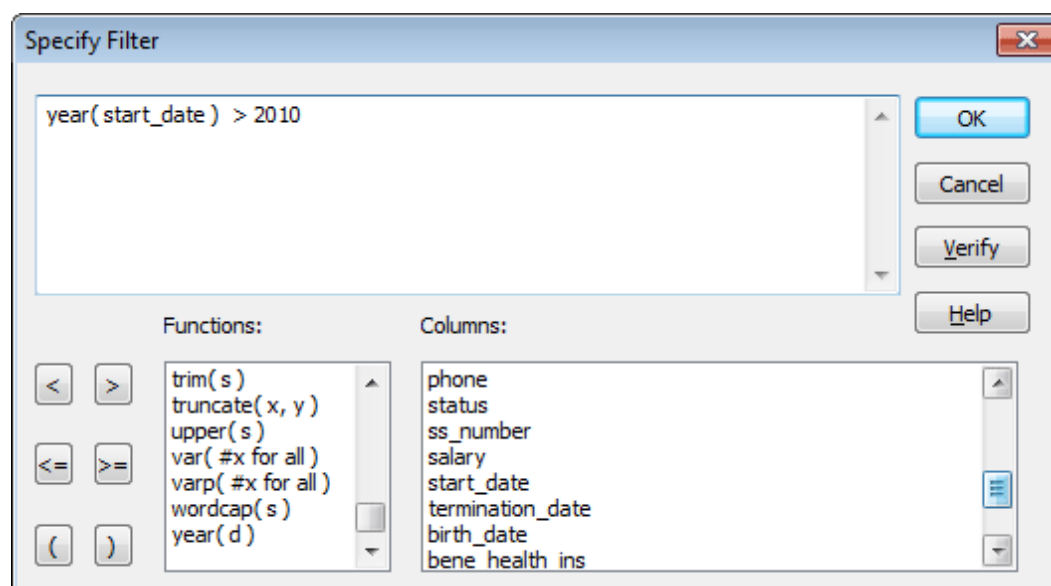 Specify Filter
year( start_date )  > 2010
OK
Cancel
Verify
Help
Functions:
Columns:
<
>
<=
>=
(
)
trim( s )
truncate( x, y )
upper( s )
var( #x for all )
varp( #x for all )
wordcap( s )
year( d )
phone
status
ss_number
salary
start_date
termination_date
birth_date
bene_health_ins